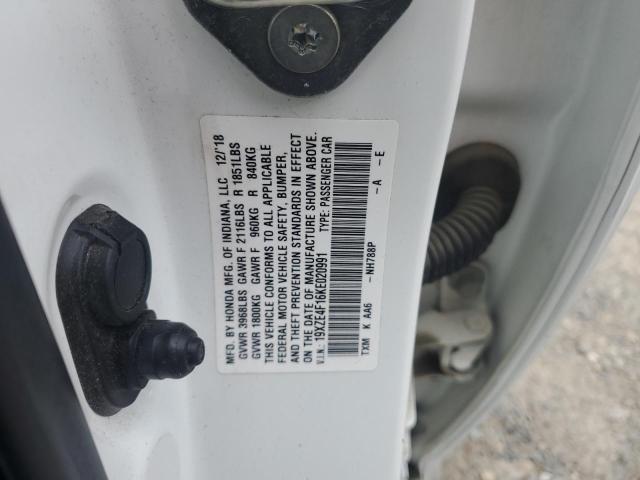 MFD. BY HONDA MFG. OF INDIANA, LLC 12/'18
GVWR 3968LBS GAWR F 2116LBS R 1851LBS
GVWR 1800KG GAWR F 960KG R 840KG
THIS VEHICLE CONFORMS TO ALL APPLICABLE
FEDERAL MOTOR VEHICLE SAFETY, BUMPER,
AND THEFT PREVENTION STANDARDS IN EFFECT
ON THE DATE OF MANUFACTURE SHOWN ABOVE.
V.I.N.: 19XZE4F16KE020991 TYPE: PASSENGER CAR
TXM K AA6 -NH788P -A -E